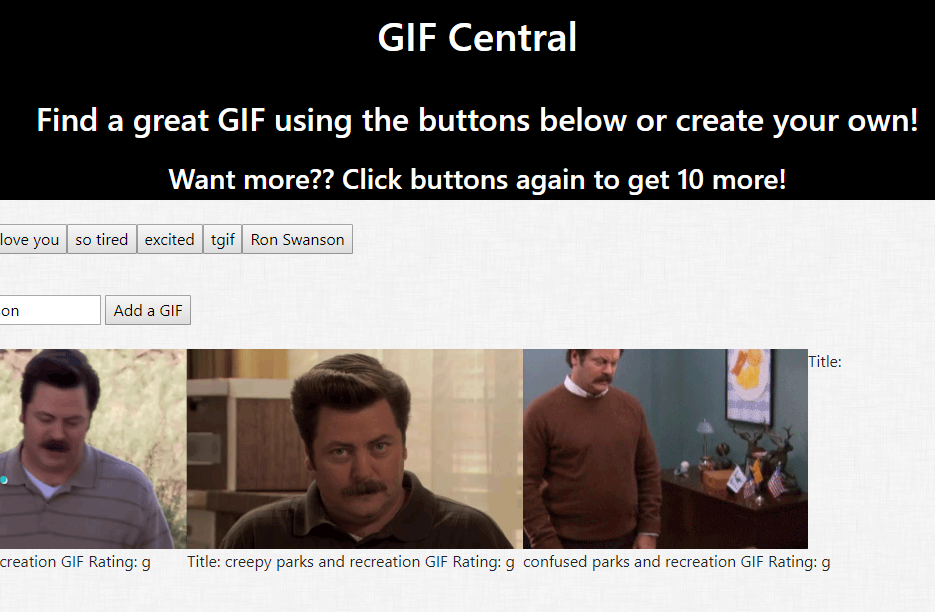 GIF Central
Find a great GIF using the buttons below or create your own!
Want more?? Click buttons again to get 10 more!
love you so tired excited tgif Ron Swanson
on Add a GIF
Title:
creation GIF Rating: g Title: creepy parks and recreation GIF Rating: g confused parks and recreation GIF Rating: g